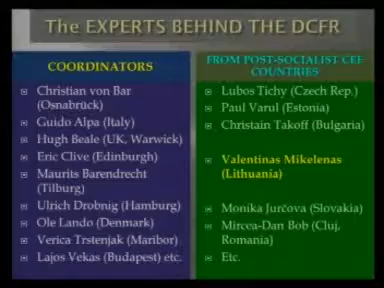 The EXPERTS BEHIND THE DCFR
COORDINATORS
Christian von Bar
(Osnabrück)
Guido Alpa (Italy)
Hugh Beale (UK, Warwick)
Eric Clive (Edinburgh)
Maurits Barendrecht
(Tilburg)
Ulrich Drobnig (Hamburg)
Ole Lando (Denmark)
Verica Trstenjak (Maribor)
Lajos Vekas (Budapest) etc.
FROM POST-SOCIALIST CEE
COUNTRIES
Lubos Tichy (Czech Rep.)
Paul Varul (Estonia)
Christain Takoff (Bulgaria)
Valentinas Mikelenas
(Lithuania)
Monika Jurčova (Slovakia)
Mircea-Dan Bob (Cluj,
Romania)
Etc.